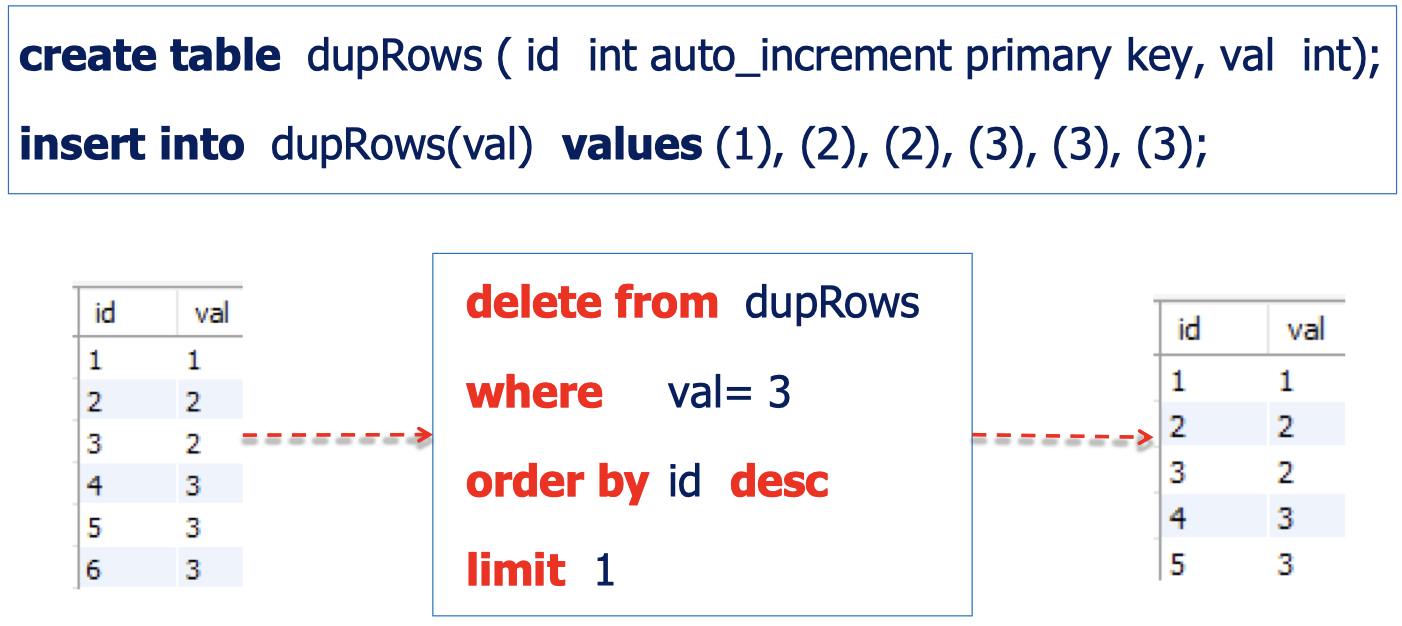 create table dupRows ( id int auto_increment primary key, val int);
insert into dupRows(val) values (1), (2), (2), (3), (3), (3);
id val
1 1
2 2
3 2
4 3
5 3
6 3
delete from dupRows
where val= 3
order by id desc
limit 1
id val
1 1
2 2
3 2
4 3
5 3